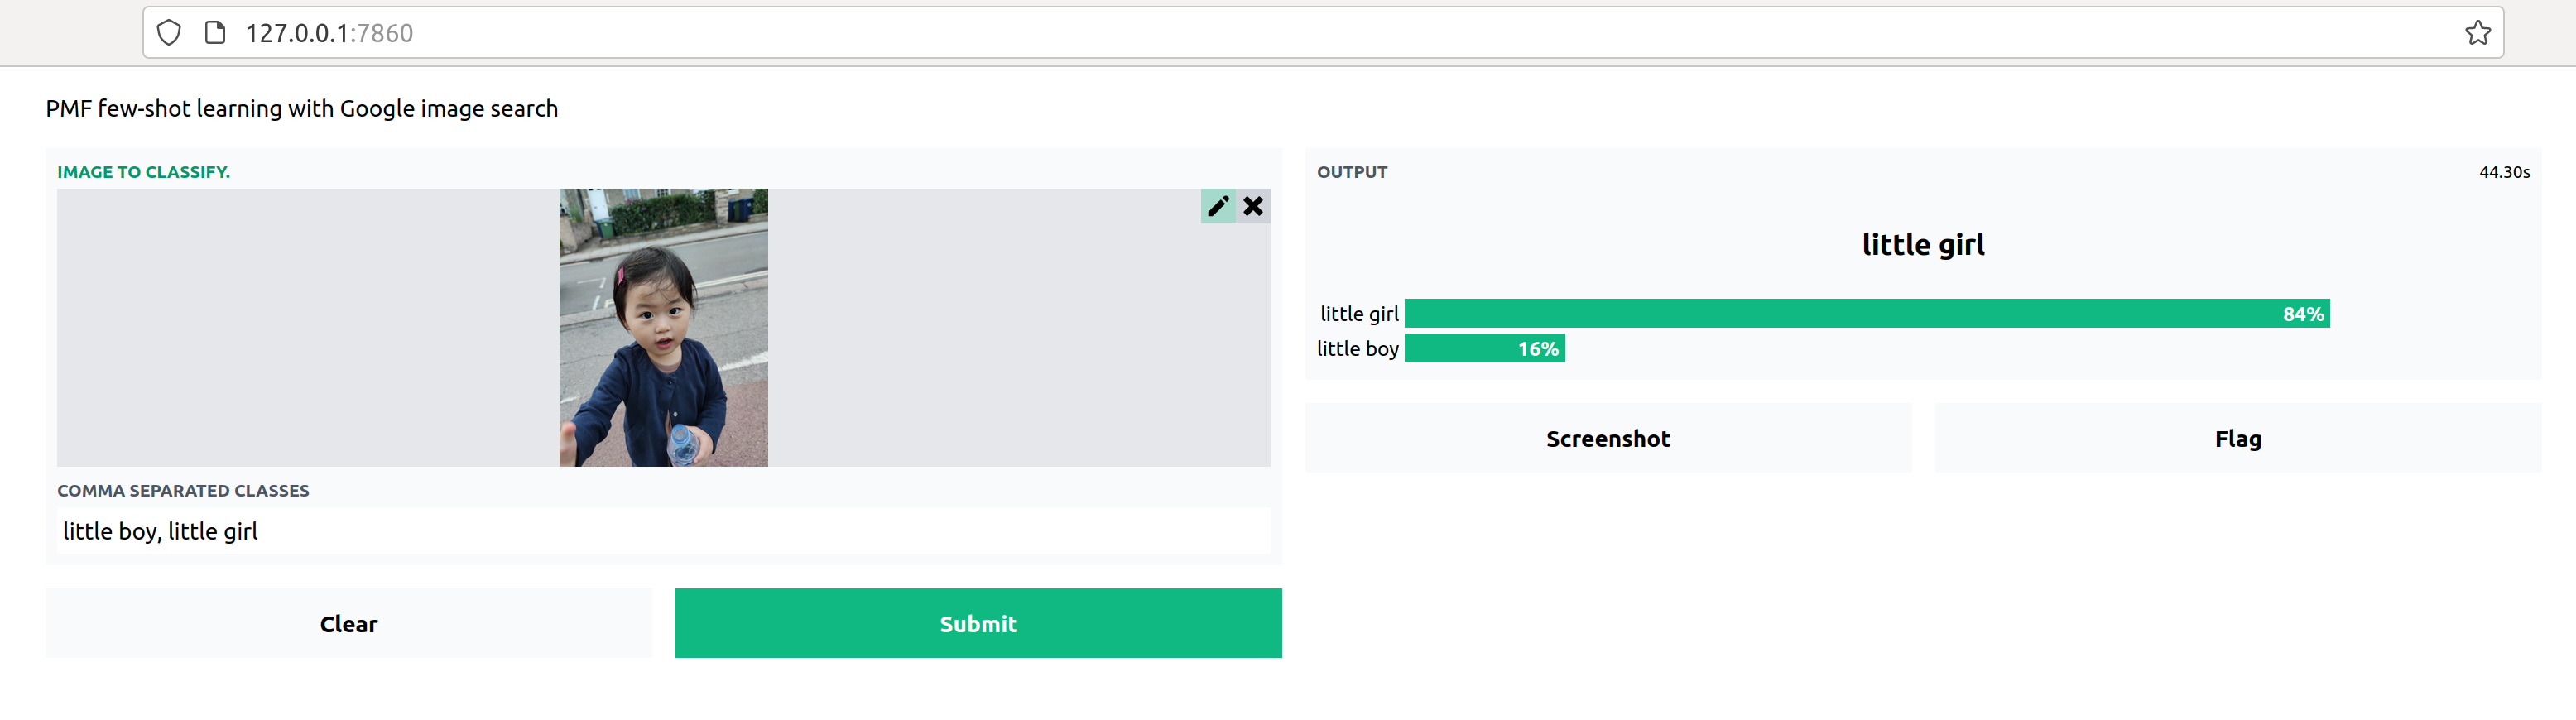 127.0.0.1:7860
PMF few-shot learning with Google image search
IMAGE TO CLASSIFY.
COMMA SEPARATED CLASSES
little boy, little girl
Clear
Submit
OUTPUT
44.30s
little girl
little girl 84%
little boy 16%
Screenshot
Flag